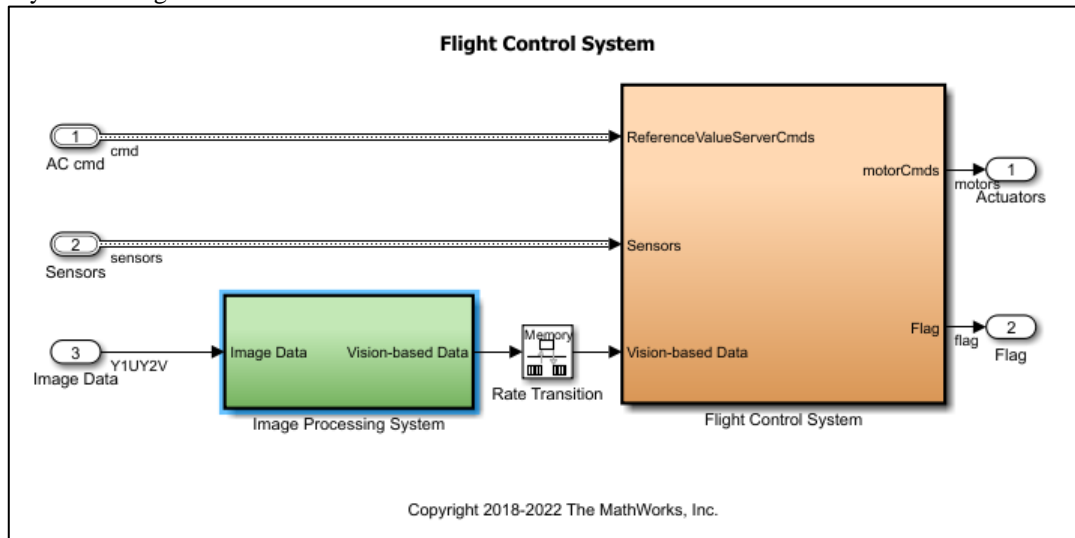 Flight Control System
1
cmd
AC cmd
ReferenceValueServerCmds
motorCmds
1
motors
Actuators
2
sensors
Sensors
Sensors
3
Y1UY2V
Image Data
Image Data
Vision-based Data
Image Processing System
Memory
Rate Transition
Vision-based Data
Flag
2
flag
Flag
Flight Control System
Copyright 2018-2022 The MathWorks, Inc.